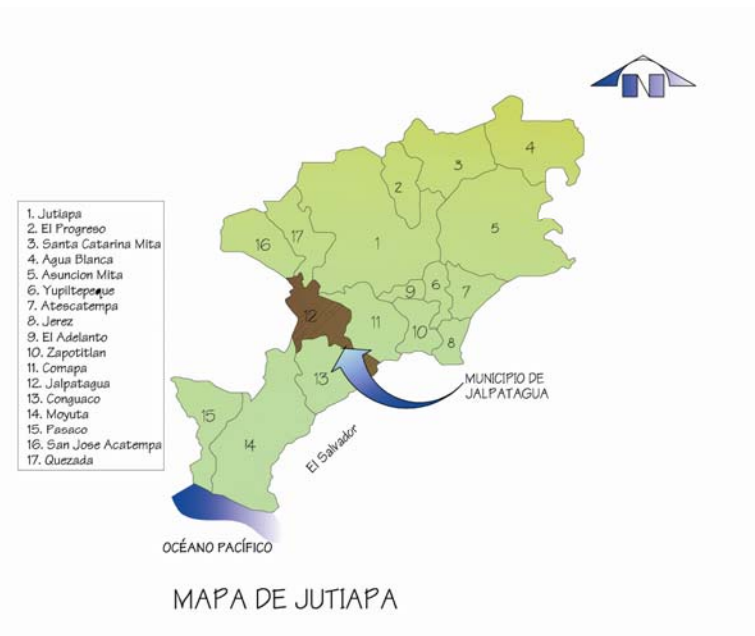 N
4
3
2
5
17
16
1
6
9
7
12
11
10
8
13
15
14
1. Jutiapa
2. El Progreso
3. Santa Catarina Mita
4. Agua Blanca
5. Asuncion Mita
6. Yupiltepeque
7. Atescatempa
8. Jerez
9. El Adelanto
10. Zapotitlan
11. Comapa
12. Jalpatagua
13. Conguaco
14. Moyuta
15. Pasaco
16. San Jose Acatempa
17. Quezada
MUNICIPIO DE
JALPATAGUA
El Salvador
OCÉANO PACÍFICO
MAPA DE JUTIAPA